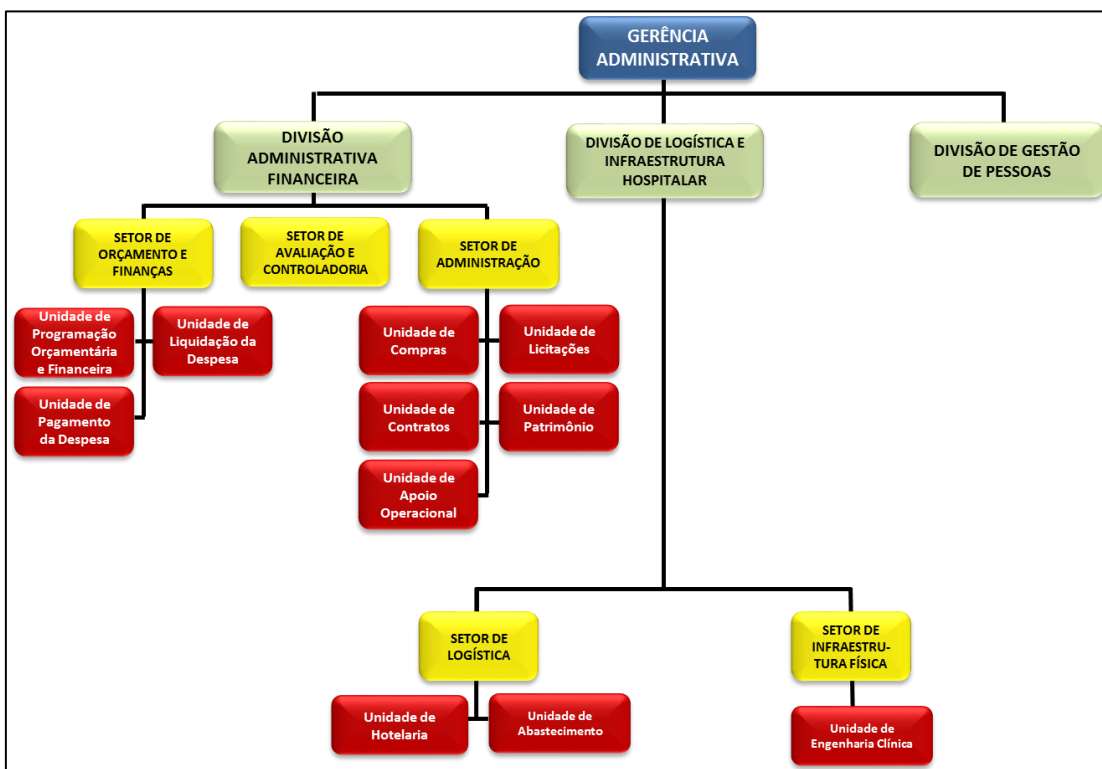 GERÊNCIA
ADMINISTRATIVA
DIVISÃO
ADMINISTRATIVA
FINANCEIRA
DIVISÃO DE LOGÍSTICA E
INFRAESTRUTURA
HOSPITALAR
DIVISÃO DE GESTÃO
DE PESSOAS
SETOR DE
ORÇAMENTO E
FINANÇAS
SETOR DE
AVALIAÇÃO E
CONTROLADORIA
SETOR DE
ADMINISTRAÇÃO
Unidade de
Programação
Orçamentária
e Financeira
Unidade de
Liquidação da
Despesa
Unidade de
Compras
Unidade de
Licitações
Unidade de
Pagamento
da Despesa
Unidade de
Contratos
Unidade de
Patrimônio
Unidade de
Apoio
Operacional
SETOR DE
LOGÍSTICA
SETOR DE
INFRAESTRU-
TURA FÍSICA
Unidade de
Hotelaria
Unidade de
Abastecimento
Unidade de
Engenharia Clínica